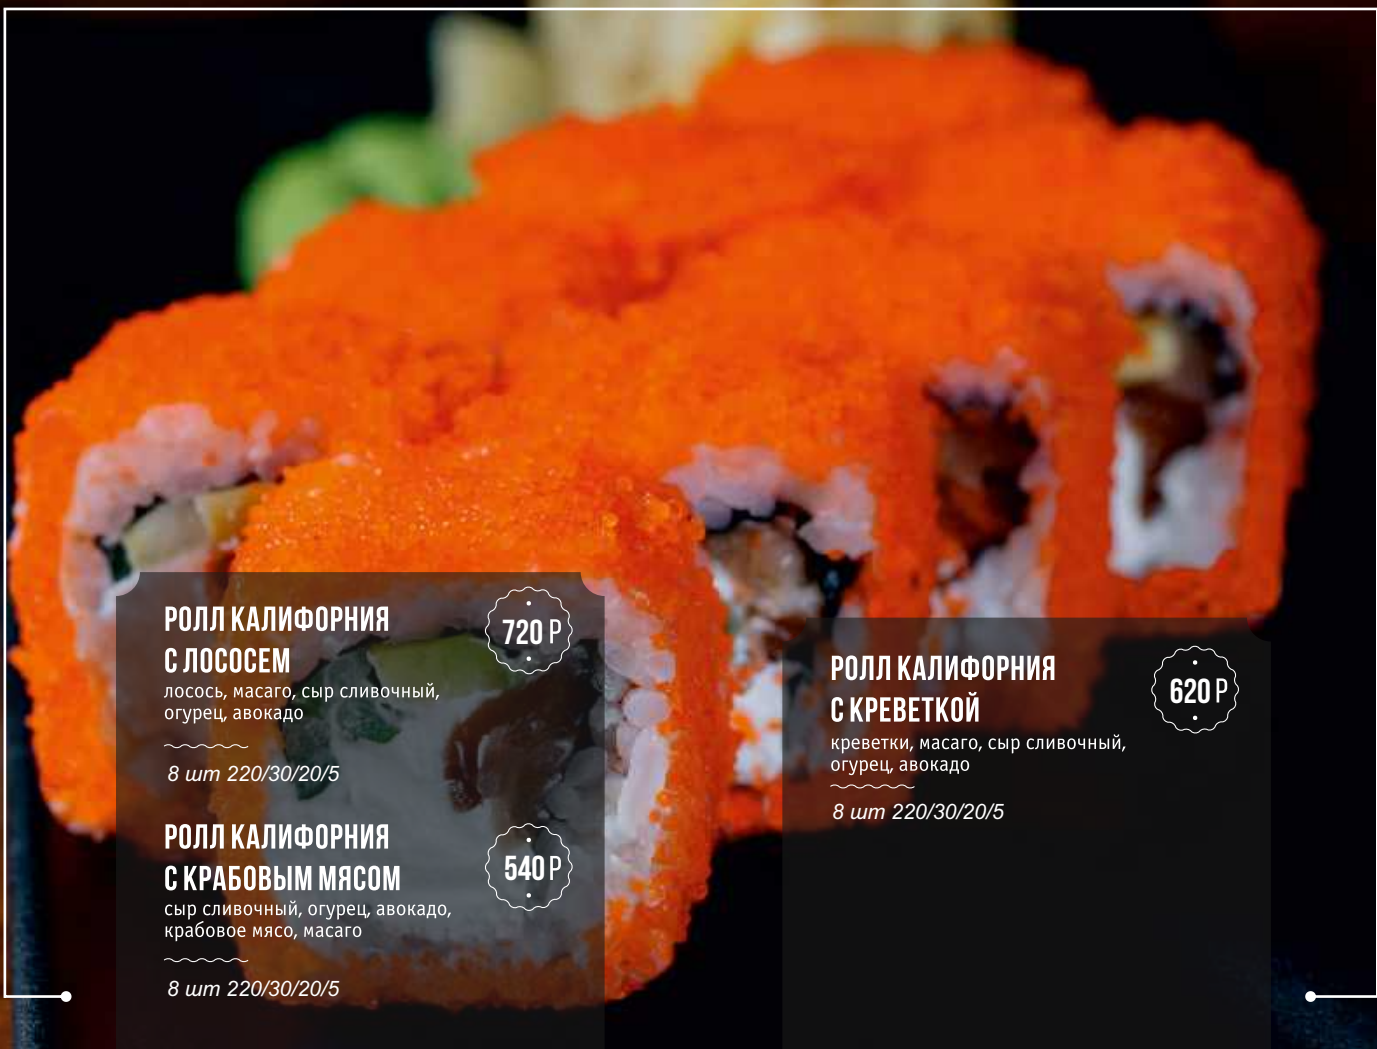 РОЛЛ КАЛИФОРНИЯ
С ЛОСОСЕМ
720 Р
лосось, масаго, сыр сливочный,
огурец, авокадо
8 шт 220/30/20/5
РОЛЛ КАЛИФОРНИЯ
С КРАБОВЫМ МЯСОМ
540 Р
сыр сливочный, огурец, авокадо,
крабовое мясо, масаго
8 шт 220/30/20/5
РОЛЛ КАЛИФОРНИЯ
С КРЕВЕТКОЙ
620 Р
креветки, масаго, сыр сливочный,
огурец, авокадо
8 шт 220/30/20/5